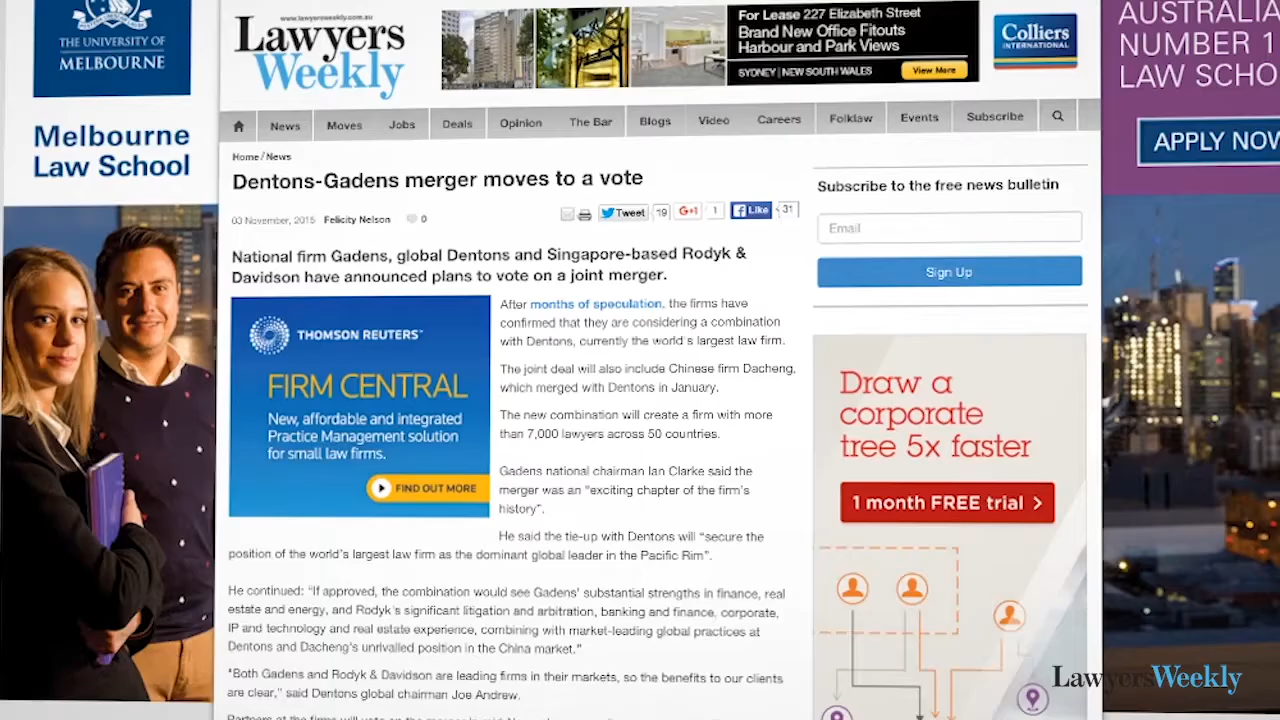 THE UNIVERSITY OF
MELBOURNE
Melbourne
Law School
www.lawyersweekly.com.au
Lawyers
Weekly
For Lease 227 Elizabeth Street
Brand New Office Fitouts
Harbour and Park Views
SYDNEY | NEW SOUTH WALES
View More
Colliers
INTERNATIONAL
AUSTRALIA
NUMBER 1
LAW SCHO
APPLY NOW
News Moves Jobs Deals Opinion The Bar Blogs Video Careers Folklaw Events Subscribe
Home / News
Dentons-Gadens merger moves to a vote
03 November, 2015 Felicity Nelson 0
Tweet 19 G+1 1 Like 31
National firm Gadens, global Dentons and Singapore-based Rodyk &
Davidson have announced plans to vote on a joint merger.
THOMSON REUTERS™
FIRM CENTRAL
New, affordable and integrated
Practice Management solution
for small law firms.
FIND OUT MORE
After months of speculation, the firms have
confirmed that they are considering a combination
with Dentons, currently the world's largest law firm.
The joint deal will also include Chinese firm Dacheng,
which merged with Dentons in January.
The new combination will create a firm with more
than 7,000 lawyers across 50 countries.
Gadens national chairman Ian Clarke said the
merger was an “exciting chapter of the firm's
history”.
He said the tie-up with Dentons will “secure the
position of the world's largest law firm as the dominant global leader in the Pacific Rim”.
He continued: “If approved, the combination would see Gadens' substantial strengths in finance, real
estate and energy, and Rodyk's significant litigation and arbitration, banking and finance, corporate,
IP and technology and real estate experience, combining with market-leading global practices at
Dentons and Dacheng's unrivalled position in the China market.”
“Both Gadens and Rodyk & Davidson are leading firms in their markets, so the benefits to our clients
are clear,” said Dentons global chairman Joe Andrew.
Subscribe to the free news bulletin
Email
Sign Up
Draw a
corporate
tree 5x faster
1 month FREE trial >
LawyersWeekly